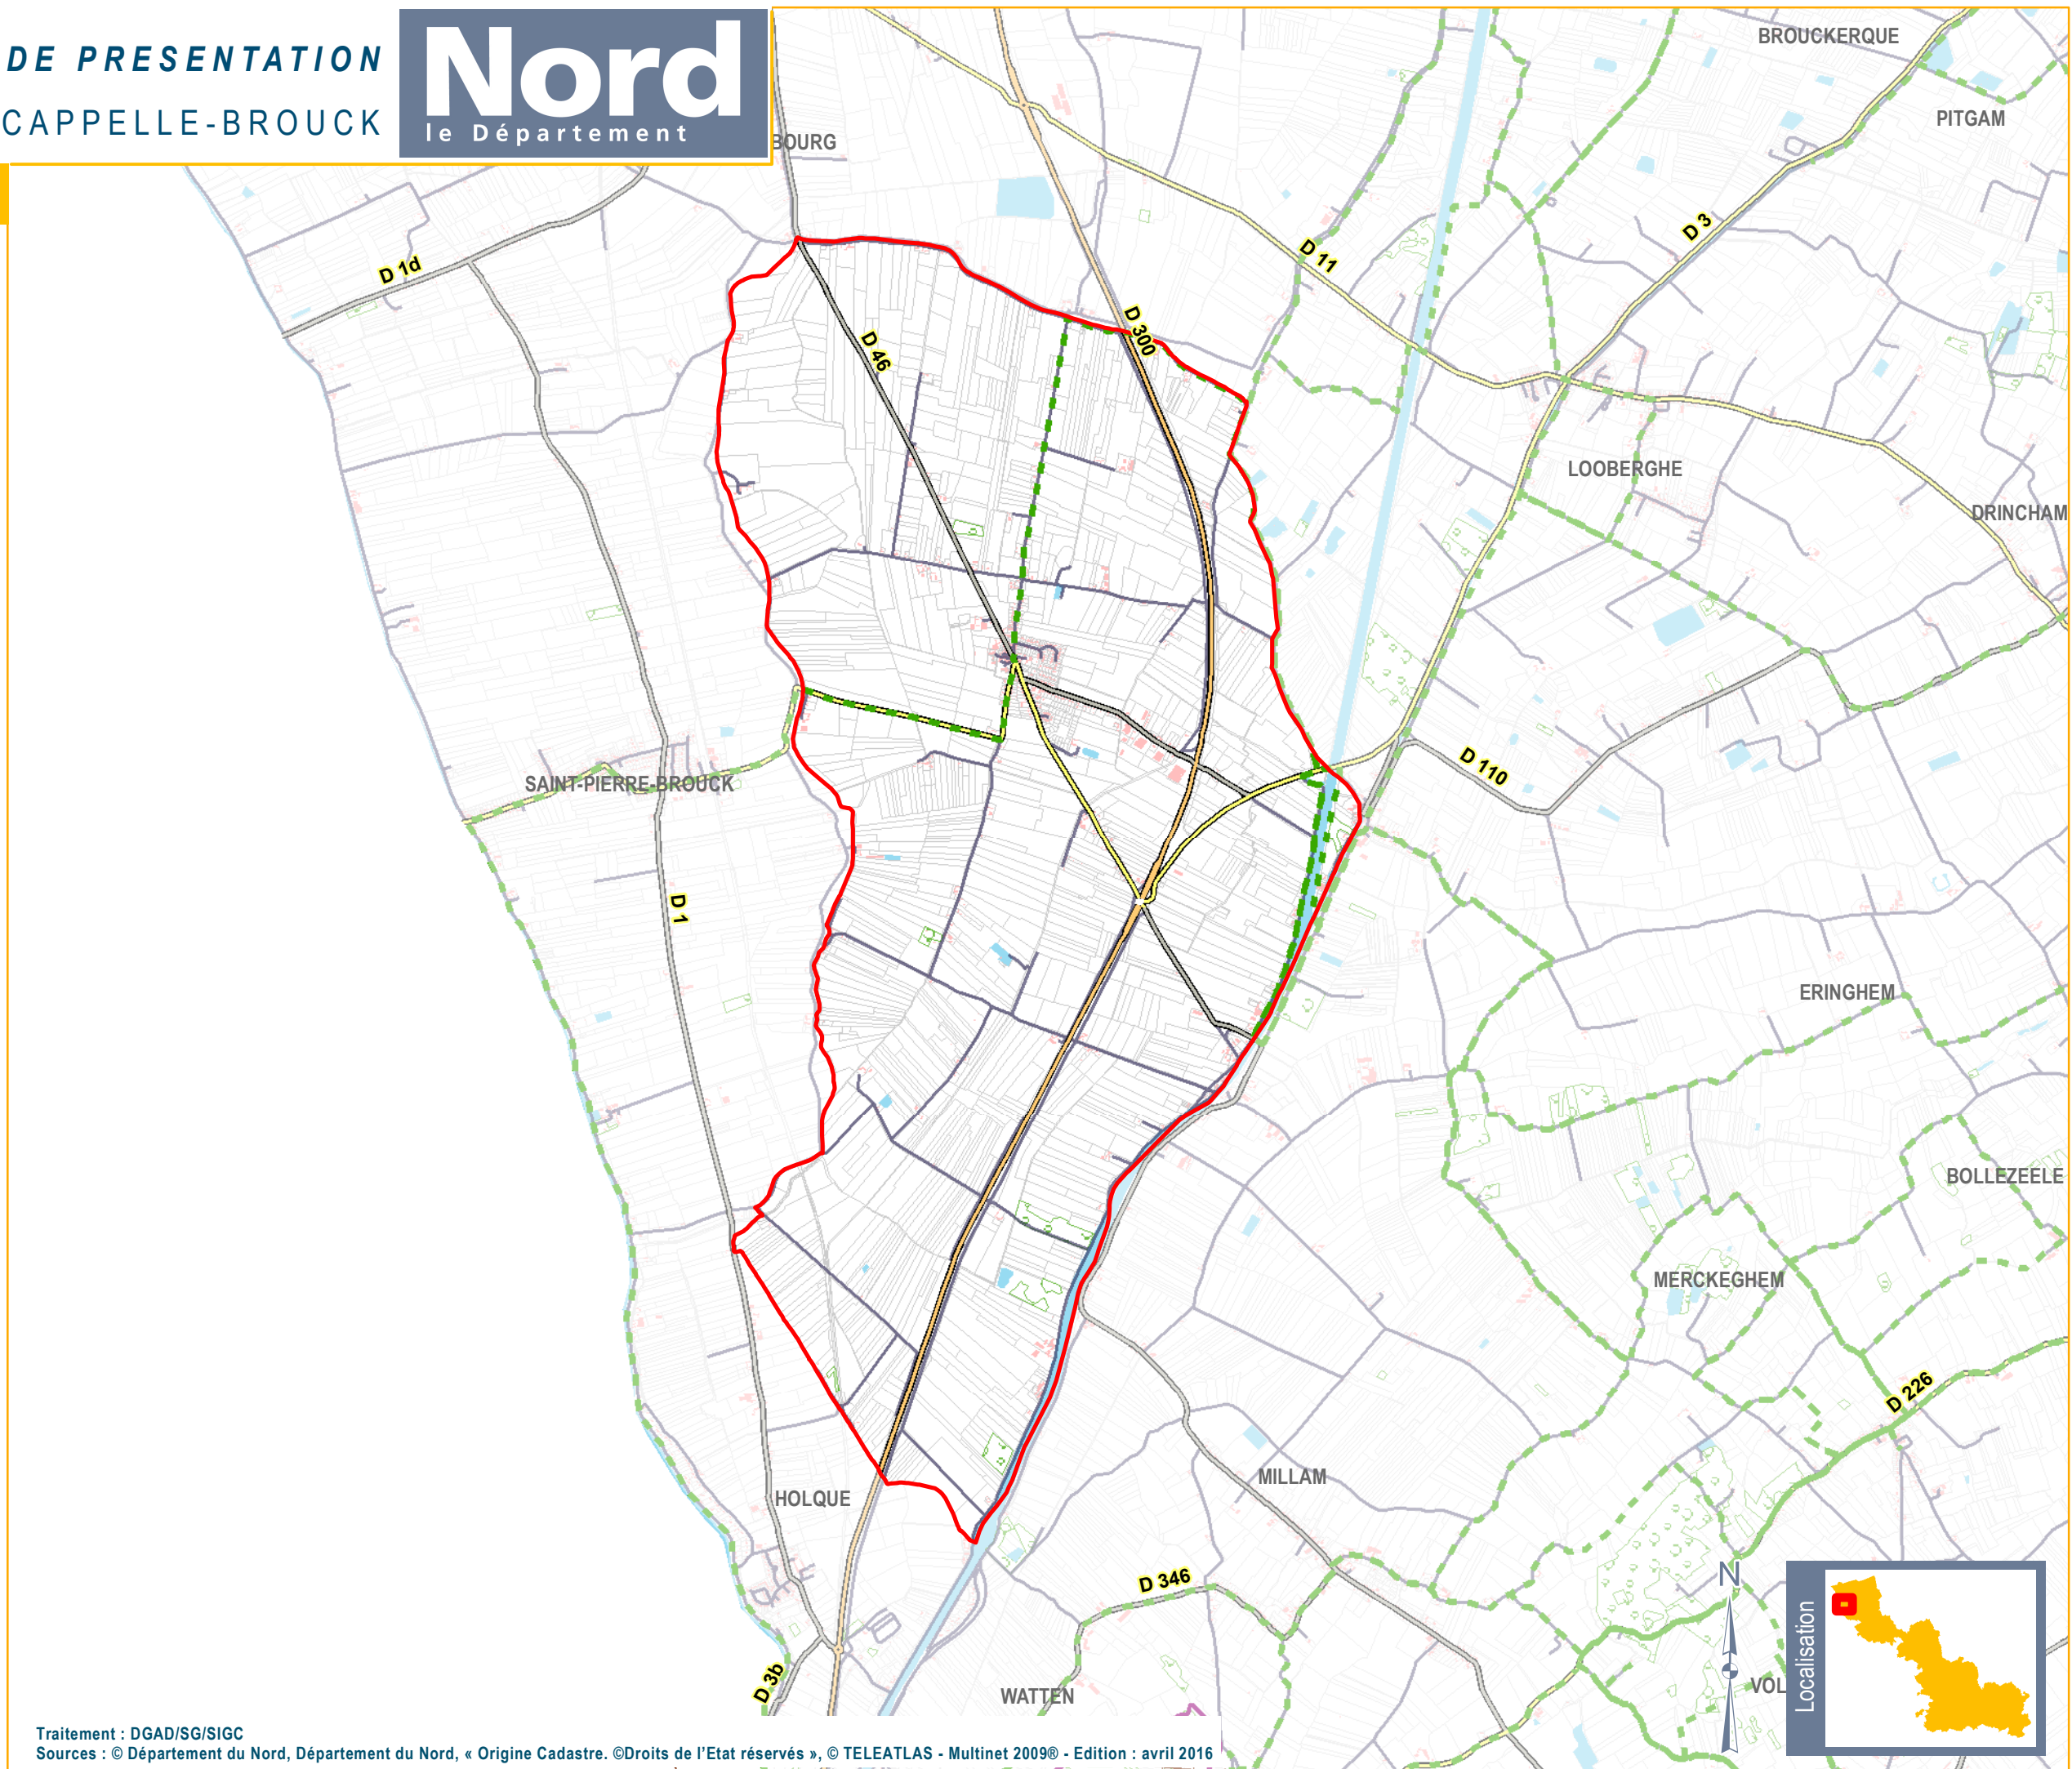 DE PRESENTATION
CAPPELLE-BROUCK
Nord
le Département
BOURG
BROUCKERQUE
PITGAM
D 3
D 11
D 1d
D 300
D 46
LOOBERGHE
DRINCHAM
D 110
SAINT-PIERRE-BROUCK
D 1
ERINGHEM
BOLLEZEELE
MERCKEGHEM
D 226
MILLAM
HOLQUE
D 346
D 3b
WATTEN
VOL
N
Localisation
Traitement : DGAD/SG/SIGC
Sources : © Département du Nord, Département du Nord, « Origine Cadastre. ©Droits de l'Etat réservés », © TELEATLAS - Multinet 2009® - Edition : avril 2016